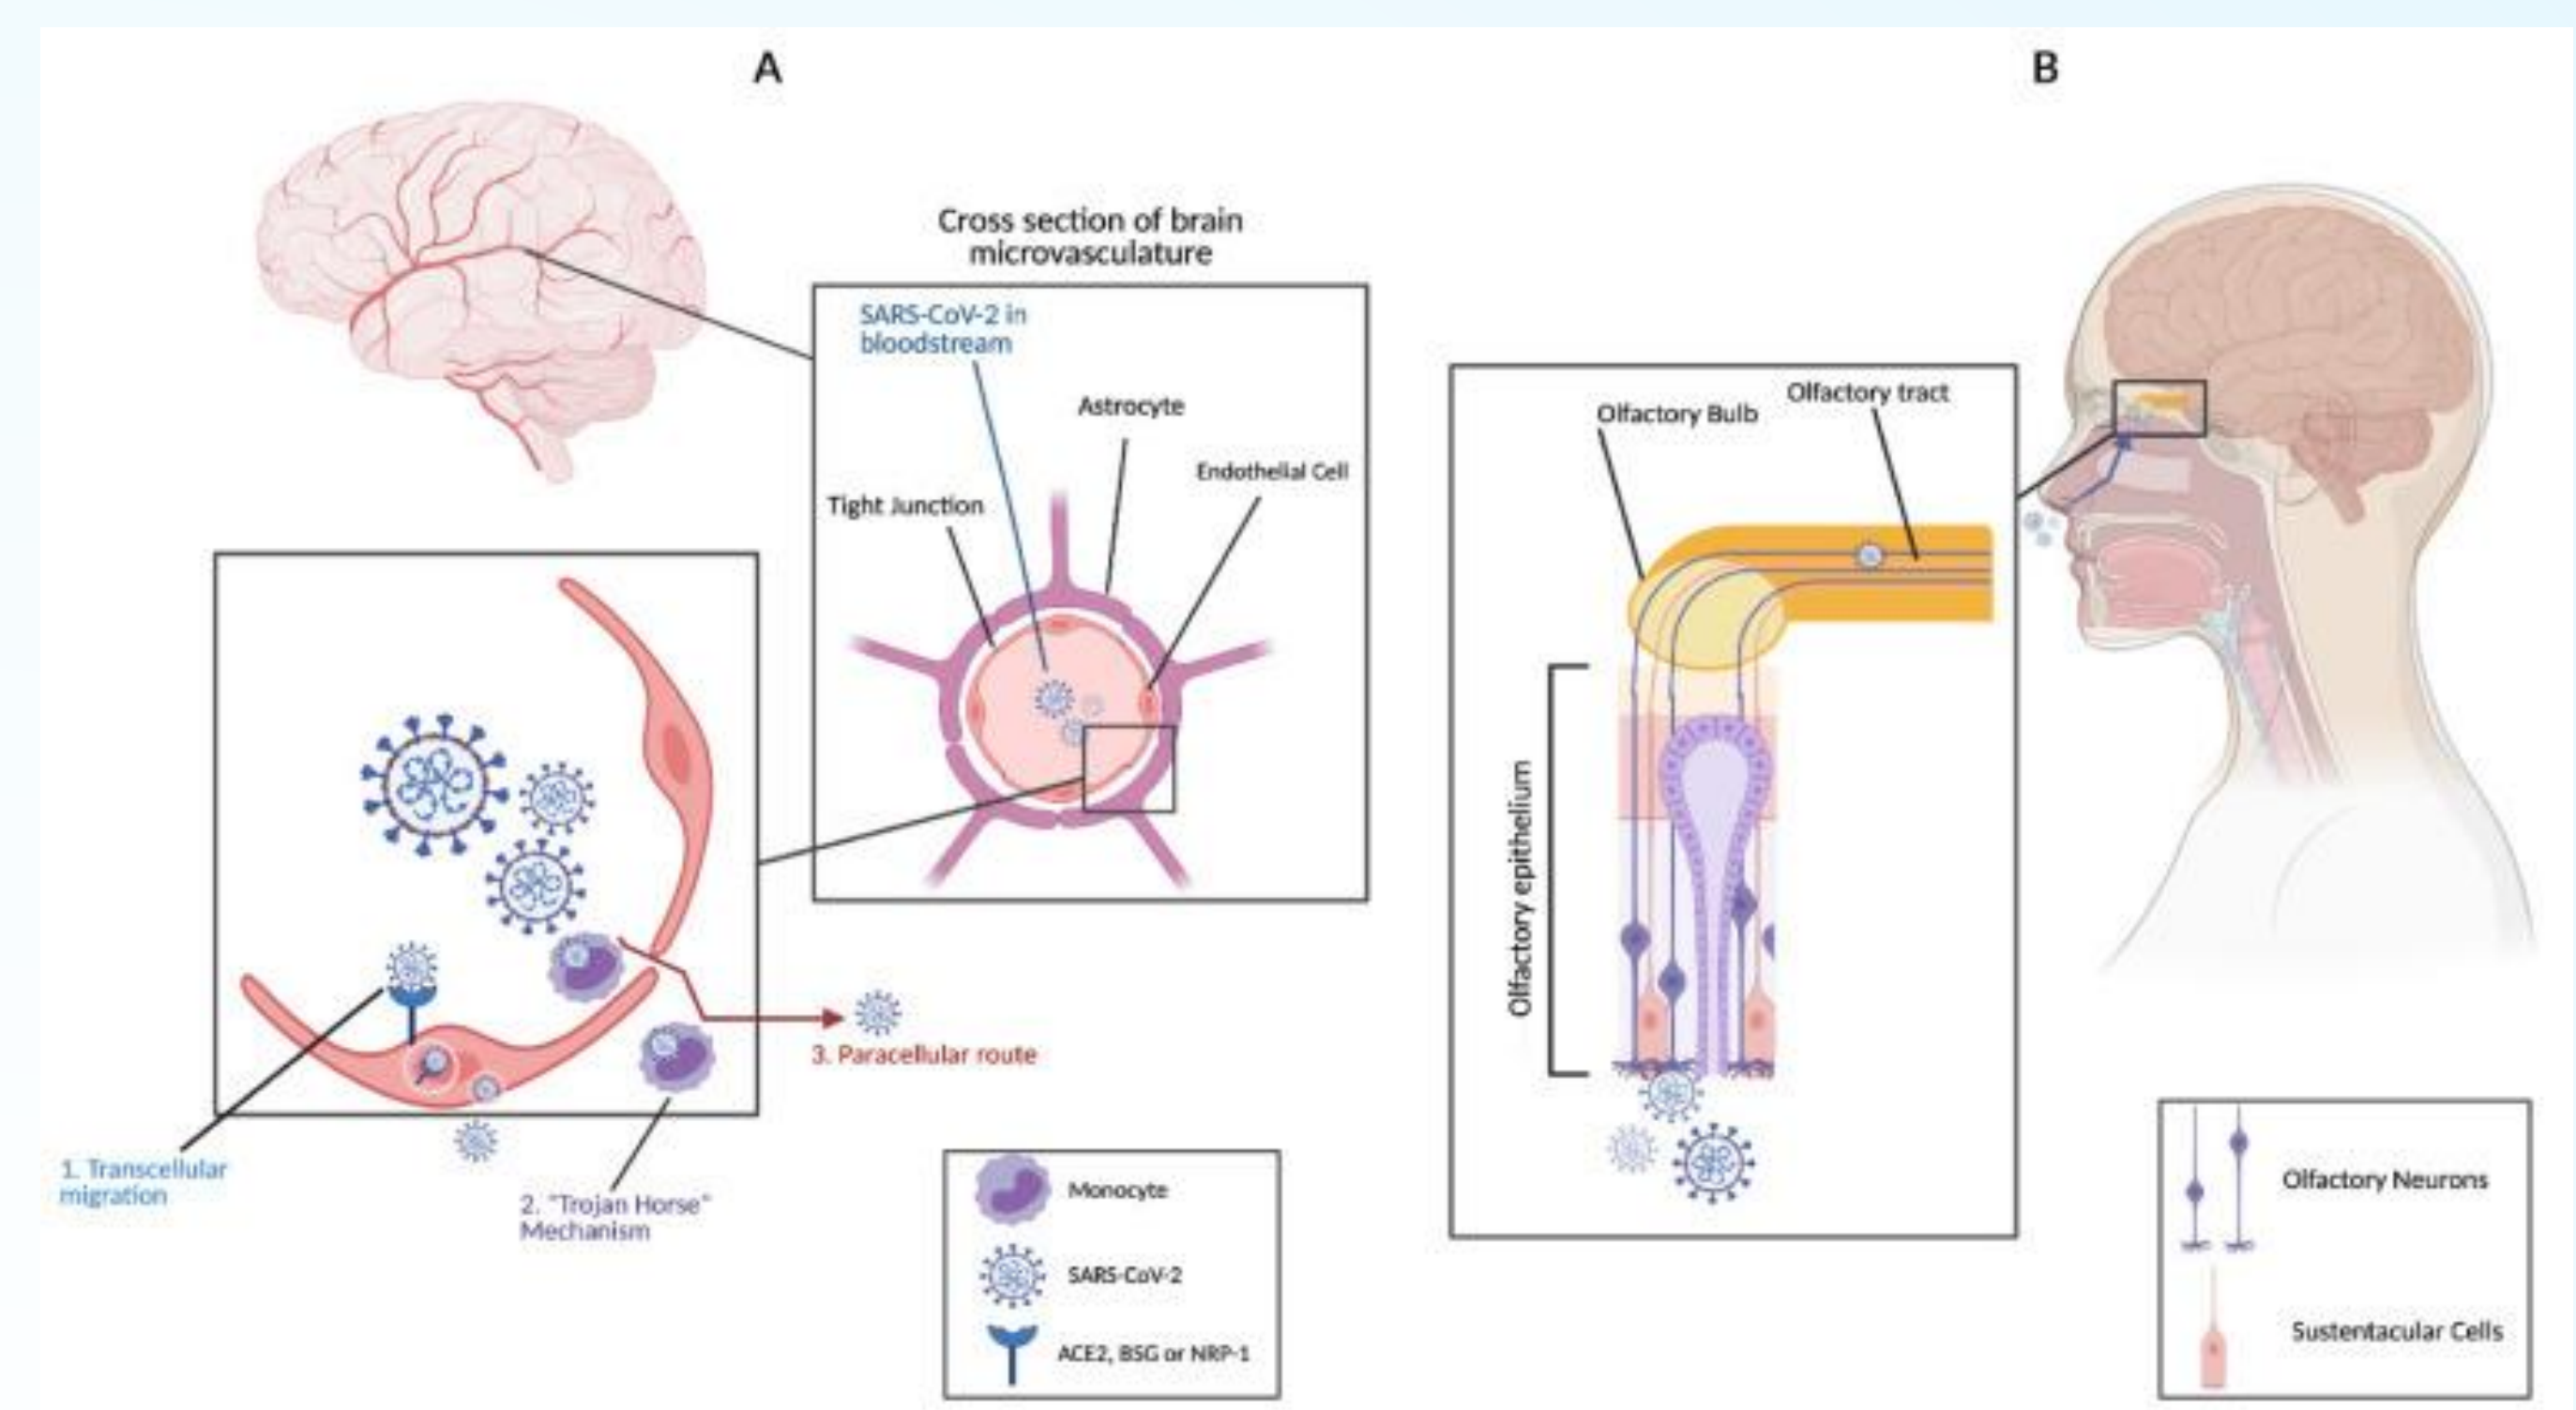 A
Cross section of brain
microvasculature
SARS-CoV-2 in
bloodstream
Astrocyte
Endothelial Cell
Tight Junction
3. Paracellular route
1. Transcellular
migration
2. "Trojan Horse"
Mechanism
Monocyte
SARS-CoV-2
ACE2, BSG or NRP-1
B
Olfactory Bulb
Olfactory tract
Olfactory epithelium
Olfactory Neurons
Sustentacular Cells